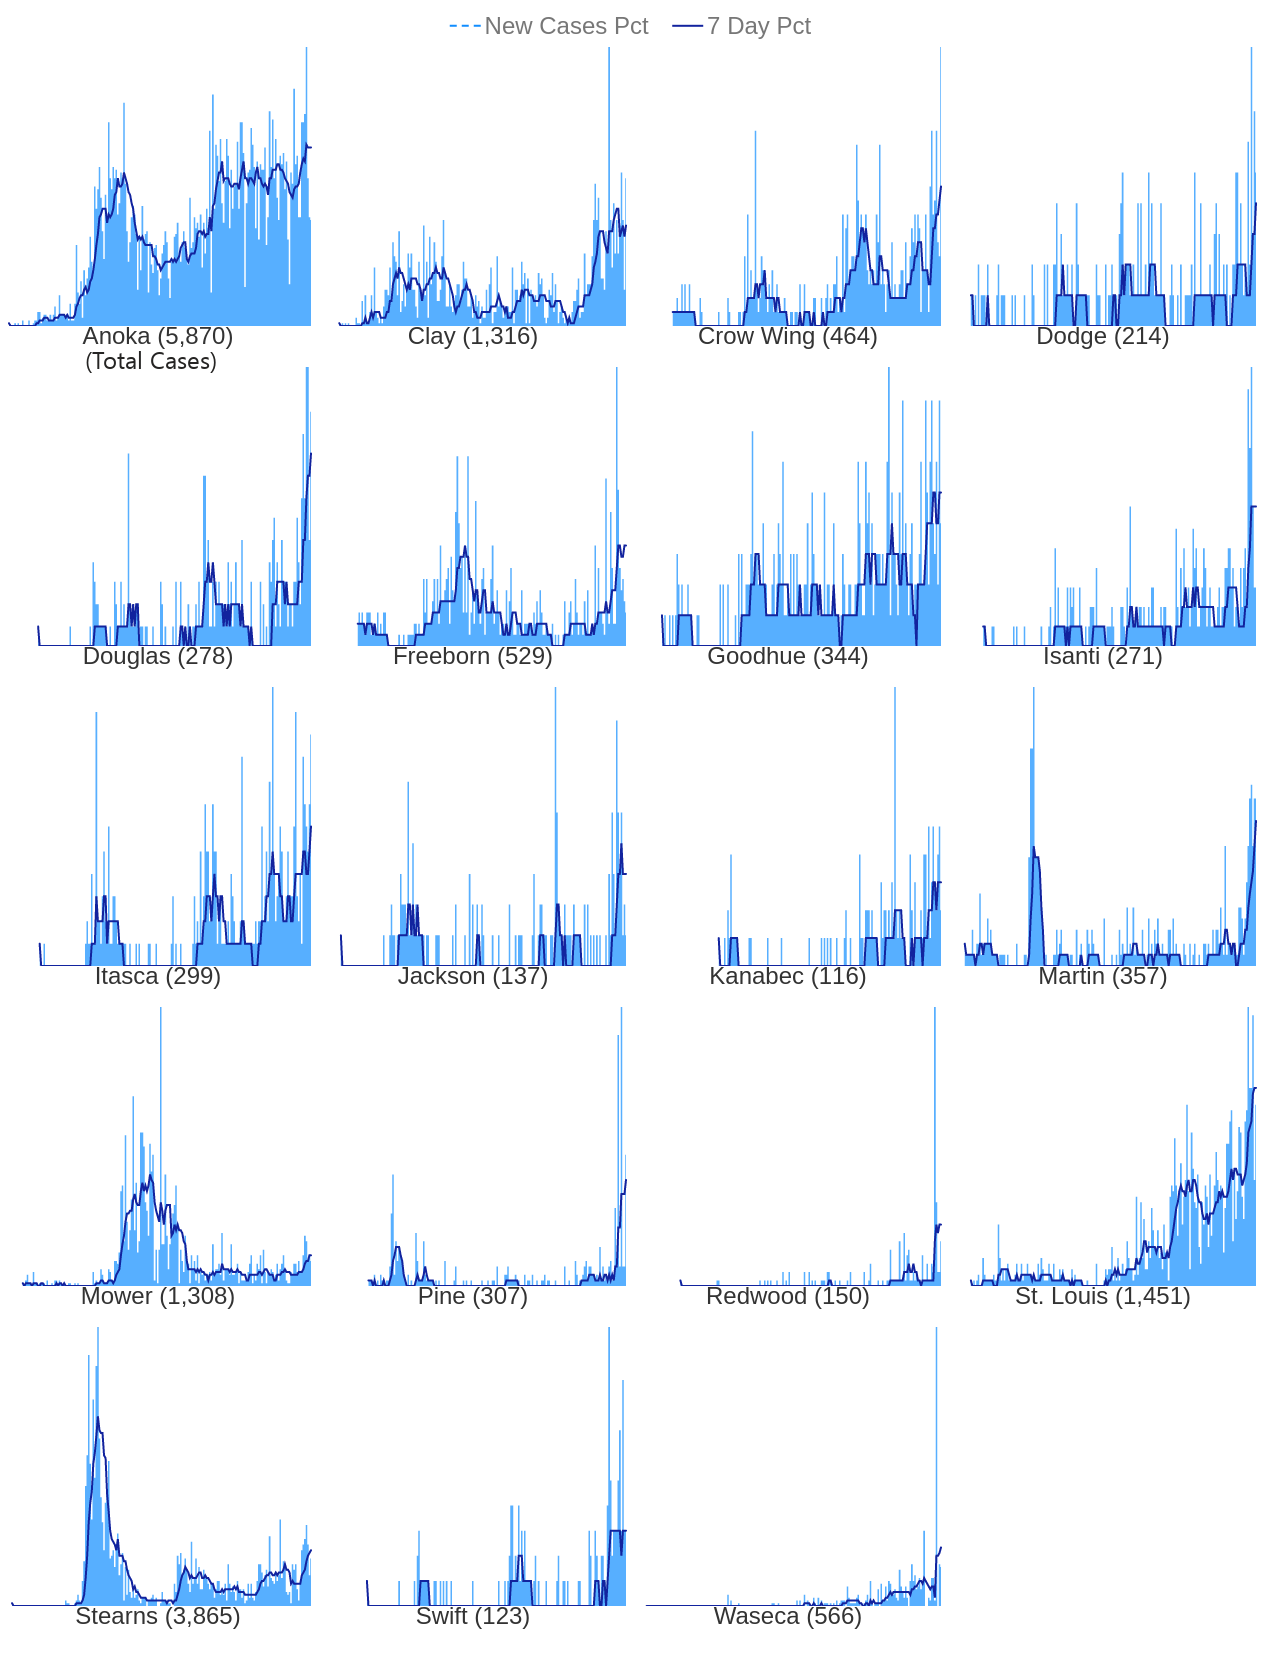 New Cases Pct 7 Day Pct
Anoka (5,870) Clay (1,316) Crow Wing (464) Dodge (214)
(Total Cases)
Douglas (278) Freeborn (529) Goodhue (344) Isanti (271)
Itasca (299) Jackson (137) Kanabec (116) Martin (357)
Mower (1,308) Pine (307) Redwood (150) St. Louis (1,451)
Stearns (3,865) Swift (123) Waseca (566)